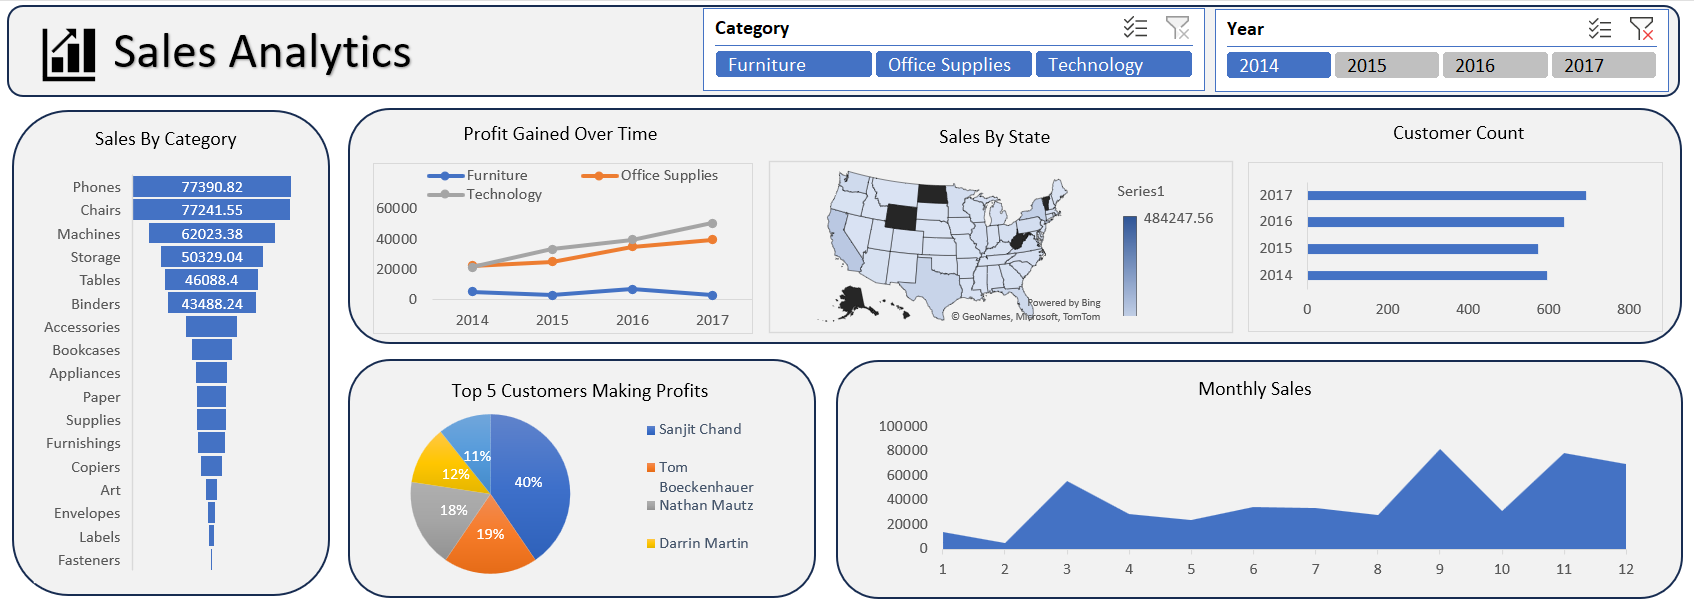 Sales Analytics
Category
Furniture
Office Supplies
Technology
Year
2014
2015
2016
2017
Sales By Category
Phones 77390.82
Chairs 77241.55
Machines 62023.38
Storage 50329.04
Tables 46088.4
Binders 43488.24
Accessories
Bookcases
Appliances
Paper
Supplies
Furnishings
Copiers
Art
Envelopes
Labels
Fasteners
Profit Gained Over Time
Furniture Office Supplies
Technology
60000
40000
20000
0
2014 2015 2016 2017
Sales By State
Series1
484247.56
Powered by Bing
© GeoNames, Microsoft, TomTom
Customer Count
2017
2016
2015
2014
0 200 400 600 800
Top 5 Customers Making Profits
11%
40%
12%
18%
19%
Sanjit Chand
Tom
Boeckenhauer
Nathan Mautz
Darrin Martin
Monthly Sales
100000
80000
60000
40000
20000
0
1 2 3 4 5 6 7 8 9 10 11 12